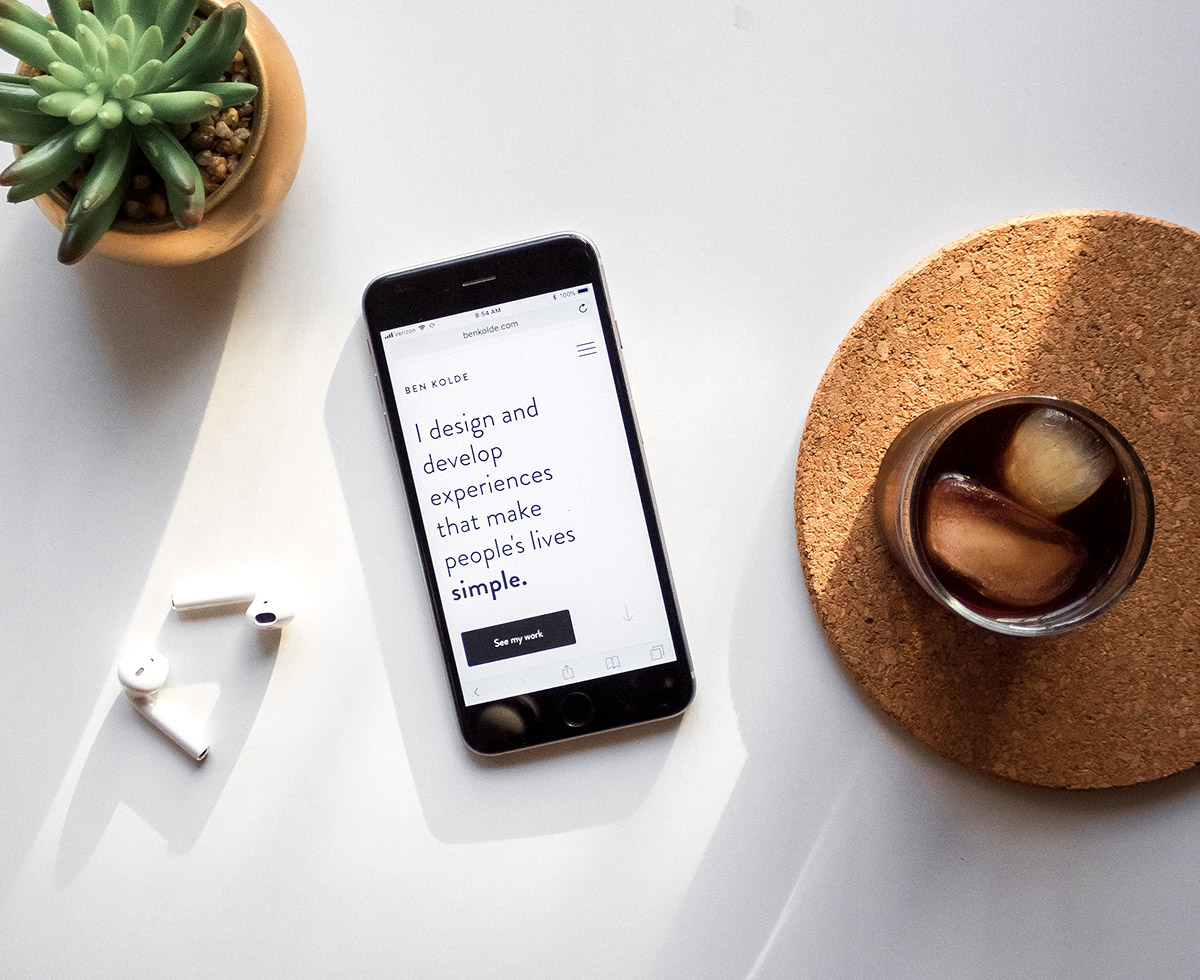 Verizon 8:54 AM 100%
benkolde.com
BEN KOLDE
I design and
develop
experiences
that make
people's lives
simple.
See my work